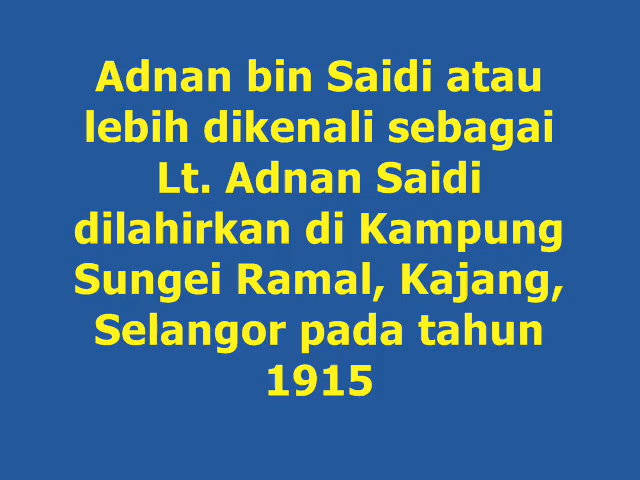 Adnan bin Saidi atau
lebih dikenali sebagai
Lt. Adnan Saidi
dilahirkan di Kampung
Sungei Ramal, Kajang,
Selangor pada tahun
1915